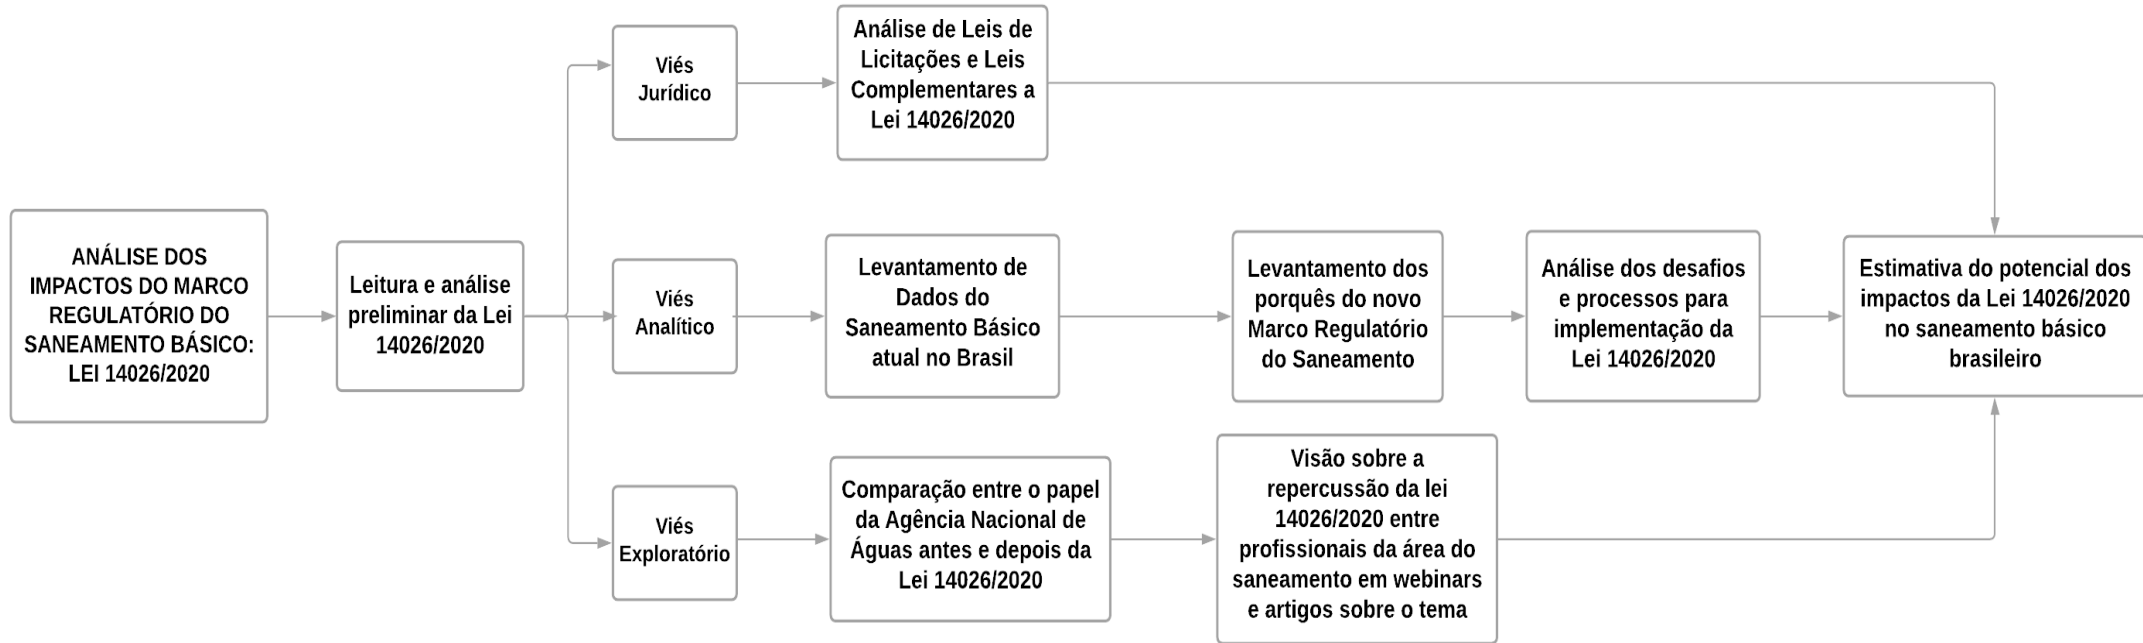 ANÁLISE DOS
IMPACTOS DO MARCO
REGULATÓRIO DO
SANEAMENTO BÁSICO:
LEI 14026/2020
Leitura e análise
preliminar da Lei
14026/2020
Viés
Jurídico
Análise de Leis de
Licitações e Leis
Complementares a
Lei 14026/2020
Viés
Analítico
Levantamento de
Dados do
Saneamento Básico
atual no Brasil
Levantamento dos
porquês do novo
Marco Regulatório
do Saneamento
Análise dos desafios
e processos para
implementação da
Lei 14026/2020
Viés
Exploratório
Comparação entre o papel
da Agência Nacional de
Águas antes e depois da
Lei 14026/2020
Visão sobre a
repercussão da lei
14026/2020 entre
profissionais da área do
saneamento em webinars
e artigos sobre o tema
Estimativa do potencial dos
impactos da Lei 14026/2020
no saneamento básico
brasileiro